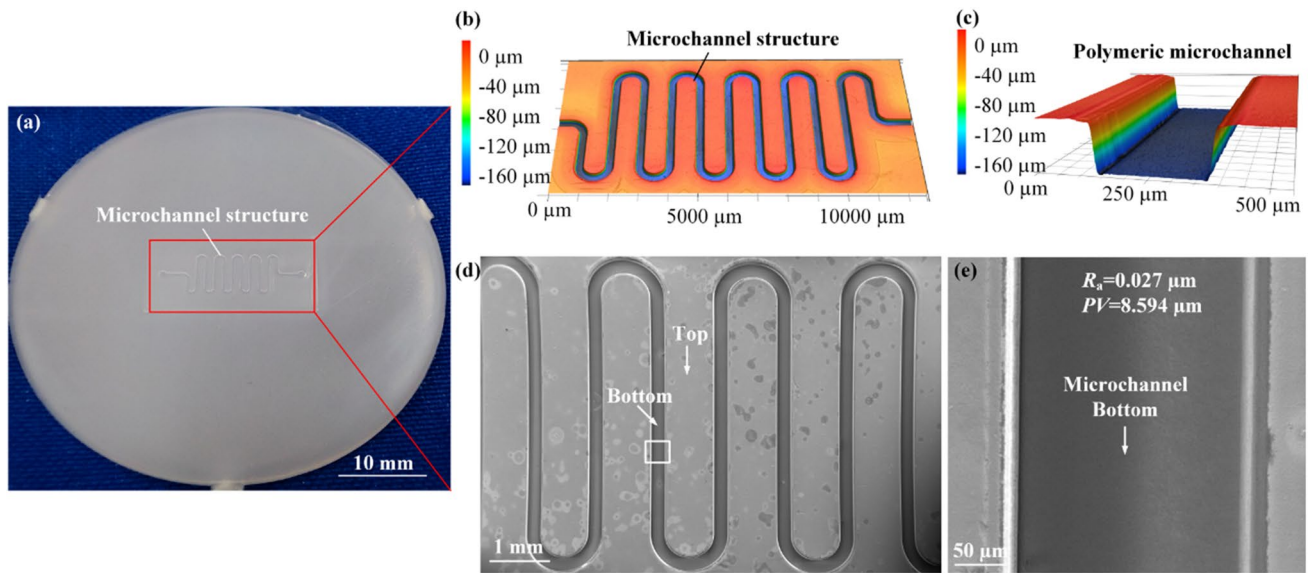 (a)
Microchannel structure
10 mm
(b)
Microchannel structure
0 μm
-40 μm
-80 μm
-120 μm
-160 μm
0 μm
5000 μm
10000 μm
(c)
Polymeric microchannel
0 μm
-40 μm
-80 μm
-120 μm
-160 μm
0 μm
250 μm
500 μm
(d)
Top
Bottom
1 mm
(e)
Ra=0.027 μm
PV=8.594 μm
Microchannel
Bottom
50 μm